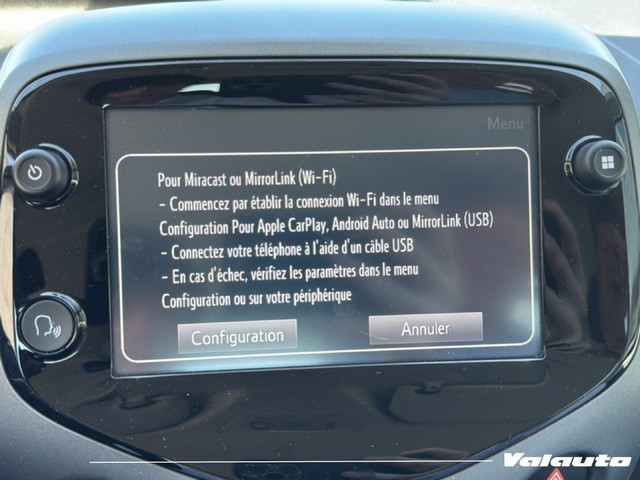 Menu
Pour Miracast ou MirrorLink (Wi-Fi)
- Commencez par établir la connexion Wi-Fi dans le menu
Configuration Pour Apple CarPlay, Android Auto ou MirrorLink (USB)
- Connectez votre téléphone à l'aide d'un câble USB
- En cas d'échec, vérifiez les paramètres dans le menu
Configuration ou sur votre périphérique
Configuration Annuler
Valauto